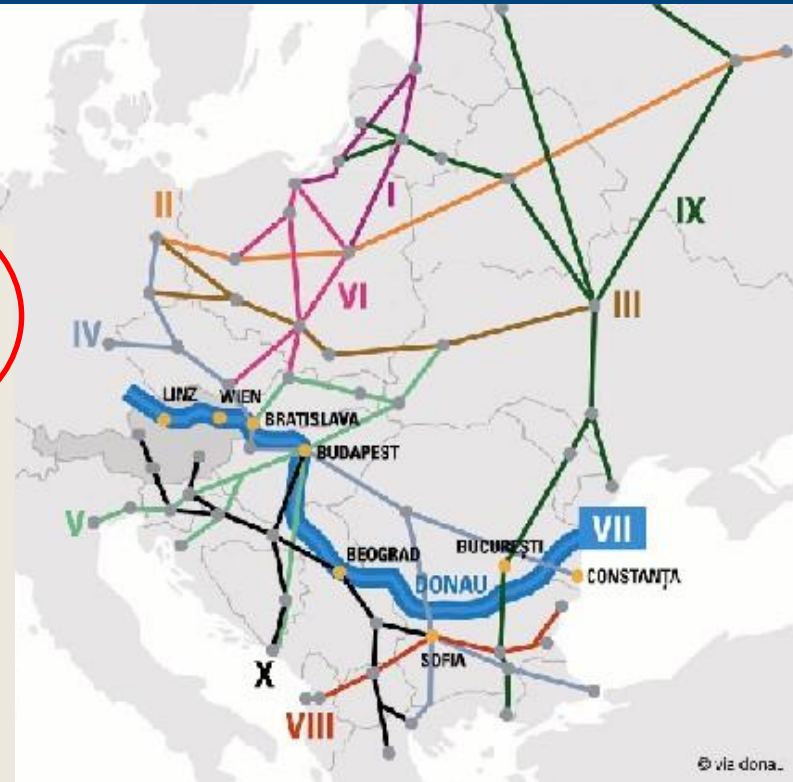 II
I
IX
VI
III
IV
LINZ
WIEN
BRATISLAVA
BUDAPEST
V
VII
BEOGRAD
BUCUREȘTI
DONAU
CONSTANȚA
SOFIA
X
VIII
© via donau